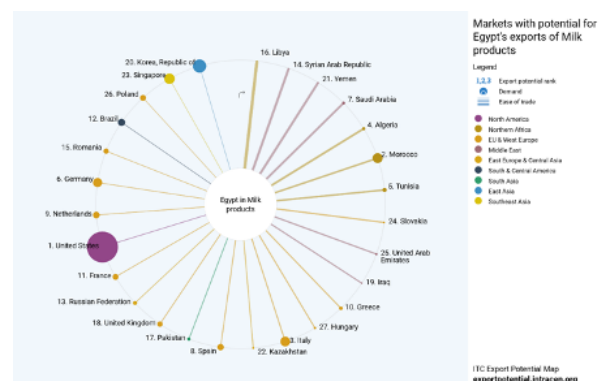 Markets with potential for
Egypt's exports of Milk
products
Legend
1,2,3 Export potential rank
Demand
Ease of trade
North America
Northern Africa
EU & West Europe
Middle East
East Europe & Central Asia
South & Central America
South Asia
East Asia
Southeast Asia
16. Libya
14. Syrian Arab Republic
21. Yemen
7. Saudi Arabia
4. Algeria
2. Morocco
5. Tunisia
24. Slovakia
25. United Arab
Emirates
19. Iraq
10. Greece
27. Hungary
3. Italy
22. Kazakhstan
8. Spain
17. Pakistan
18. United Kingdom
13. Russian Federation
11. France
1. United States
9. Netherlands
6. Germany
15. Romania
12. Brazil
26. Poland
23. Singapore
20. Korea, Republic of
Egypt in Milk
products
ITC Export Potential Map
exportpotential.intracen.org